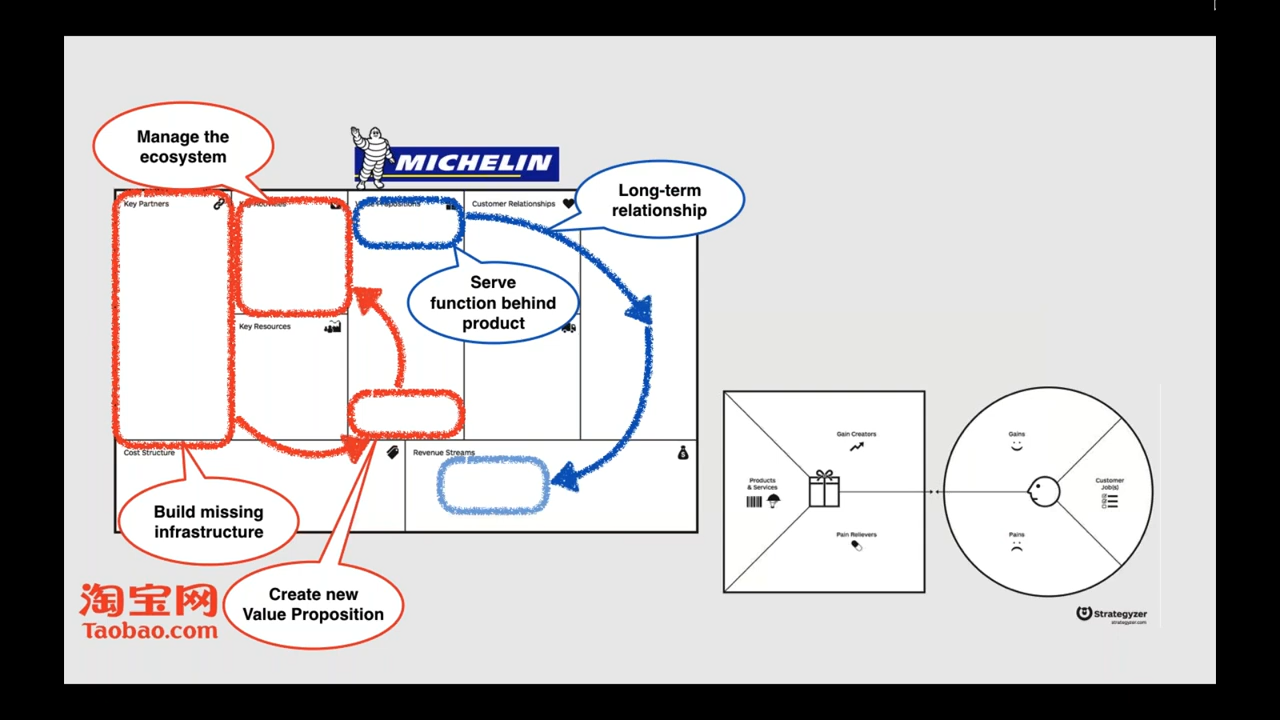 Manage the
ecosystem
MICHELIN
Long-term
relationship
Key Partners
Customer Relationships
Serve
function behind
product
Key Resources
Cost Structure
Revenue Streams
Build missing
infrastructure
Create new
Value Proposition
淘宝网
Taobao.com
Gain Creators
Products
& Services
Pain Relievers
Gains
Customer
Job(s)
Pains
Strategyzer
strategyzer.com